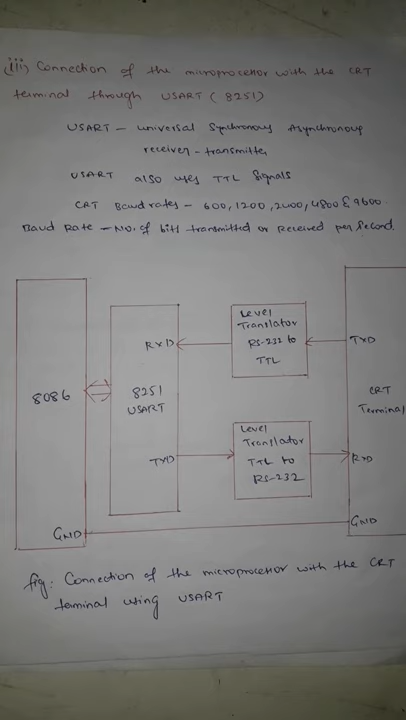 (iii) Connection of the microprocessor with the CRT
terminal through USART ( 8251)
USART - universal Synchronous Asynchronous
receiver - transmitter
USART also uses TTL Signals
CRT Baud rates - 600, 1200, 2400, 4800 & 9600.
Baud Rate - No. of bits transmitted or Received per Second.
8086
8251
USART
RXD
TXD
Level
Translator
RS-232 to
TTL
Level
Translator
TTL to
RS-232
TXD
CRT
Terminal
RXD
GND
GND
fig: Connection of the microprocessor with the CRT
terminal using USART